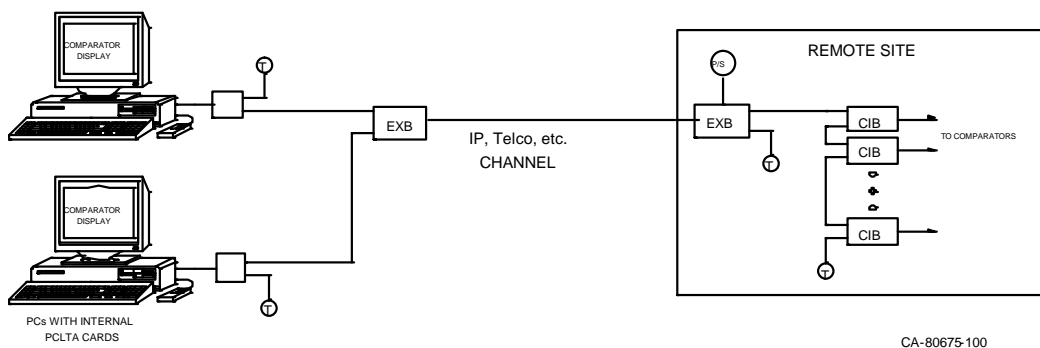 COMPARATOR
DISPLAY
T
EXB
IP, Telco, etc.
CHANNEL
COMPARATOR
DISPLAY
T
PCs WITH INTERNAL
PCLTA CARDS
REMOTE SITE
P/S
EXB
T
CIB
TO COMPARATORS
CIB
CIB
T
CA-80675-100